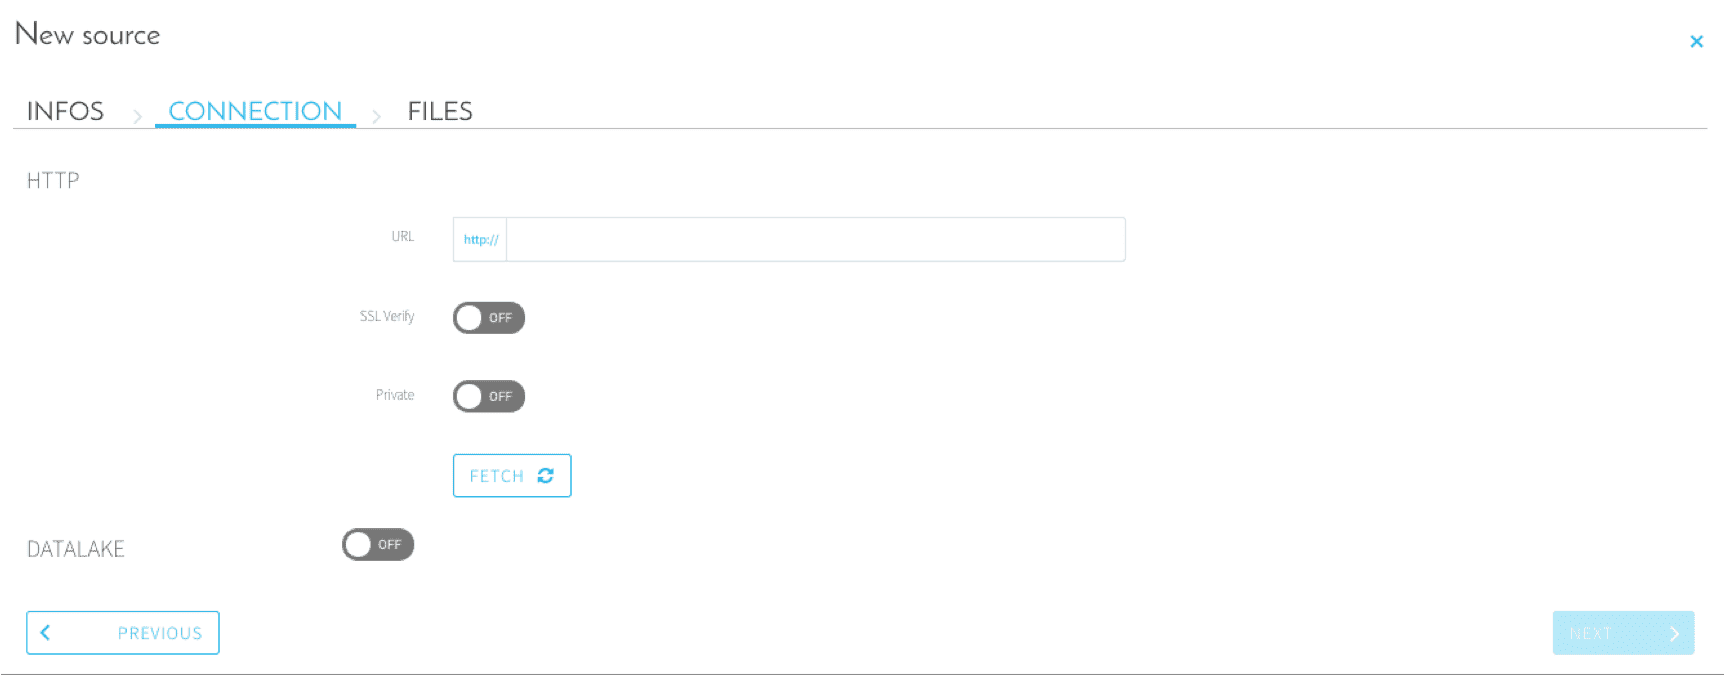 New source
INFOS
CONNECTION
FILES
HTTP
URL
http://
SSL Verify
OFF
Private
OFF
FETCH
DATALAKE
OFF
PREVIOUS
NEXT